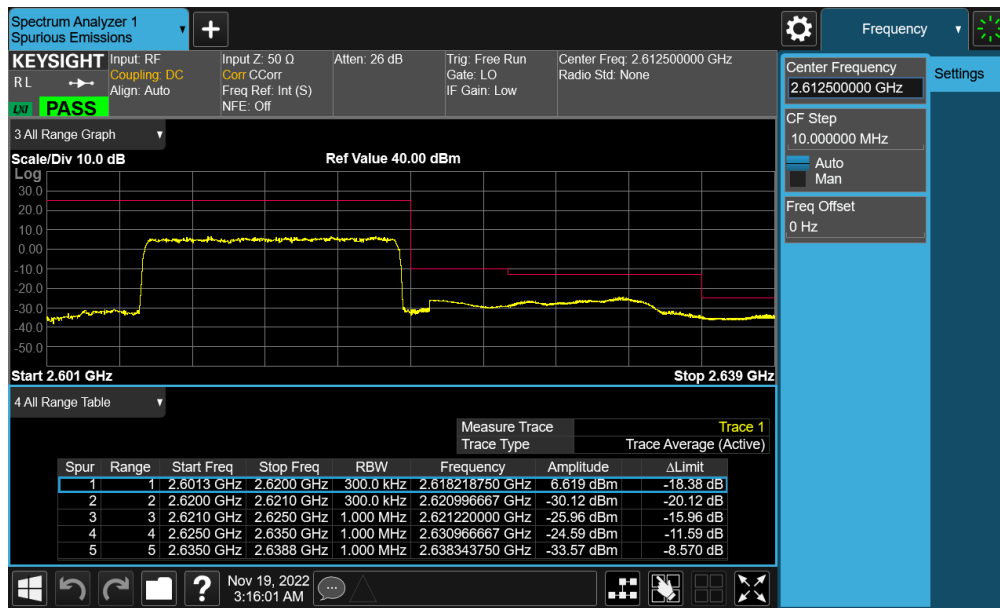 Spectrum Analyzer 1
Spurious Emissions
Frequency
KEYSIGHT
R L
LXI PASS
Input: RF
Coupling: DC
Align: Auto
Input Z: 50 Ω
Corr CCorr
Freq Ref: Int (S)
NFE: Off
Atten: 26 dB
Trig: Free Run
Gate: LO
IF Gain: Low
Center Freq: 2.612500000 GHz
Radio Std: None
Center Frequency
2.612500000 GHz
Settings
CF Step
10.000000 MHz
Auto
Man
Freq Offset
0 Hz
3 All Range Graph
Scale/Div 10.0 dB
Ref Value 40.00 dBm
Log
30.0
20.0
10.0
0.00
-10.0
-20.0
-30.0
-40.0
-50.0
Start 2.601 GHz
Stop 2.639 GHz
4 All Range Table
Measure Trace Trace 1
Trace Type Trace Average (Active)
Spur Range Start Freq Stop Freq RBW Frequency Amplitude ΔLimit
1 1 2.6013 GHz 2.6200 GHz 300.0 kHz 2.618218750 GHz 6.619 dBm -18.38 dB
2 2 2.6200 GHz 2.6210 GHz 300.0 kHz 2.620996667 GHz -30.12 dBm -20.12 dB
3 3 2.6210 GHz 2.6250 GHz 1.000 MHz 2.621220000 GHz -25.96 dBm -15.96 dB
4 4 2.6250 GHz 2.6350 GHz 1.000 MHz 2.630966667 GHz -24.59 dBm -11.59 dB
5 5 2.6350 GHz 2.6388 GHz 1.000 MHz 2.638343750 GHz -33.57 dBm -8.570 dB
Nov 19, 2022
3:16:01 AM